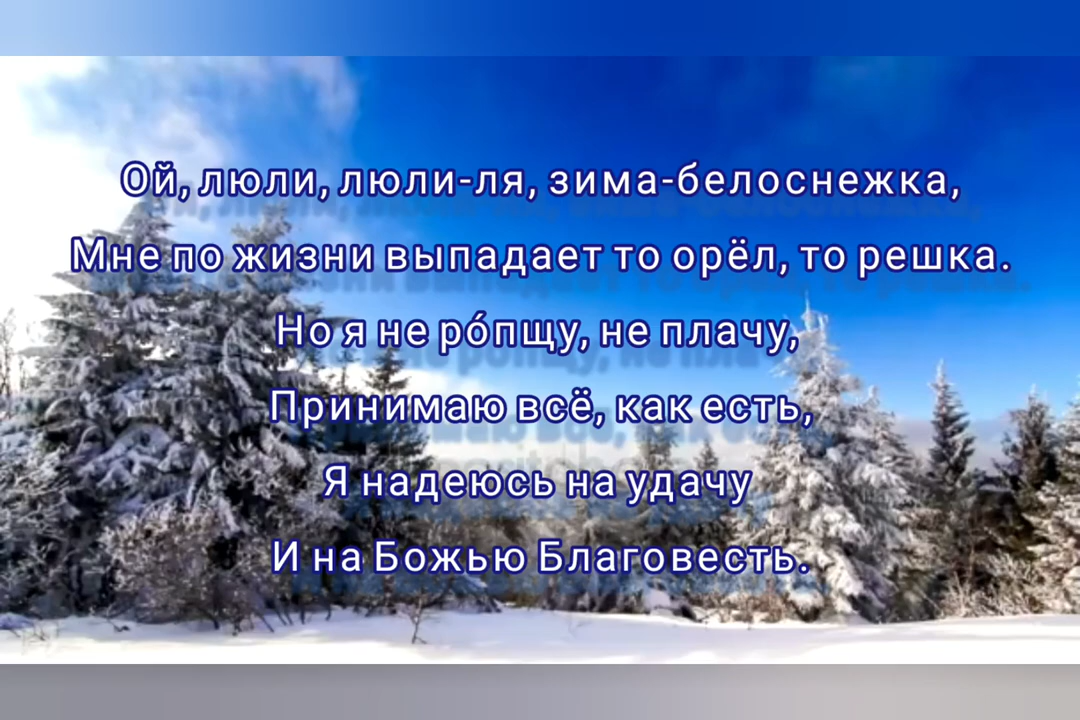 Ой, люли, люли-ля, зима-белоснежка,
Мне по жизни выпадает то орёл, то решка.
Но я не ро́пщу, не плачу,
Принимаю всё, как есть,
Я надеюсь на удачу
И на Божью Благовесть.